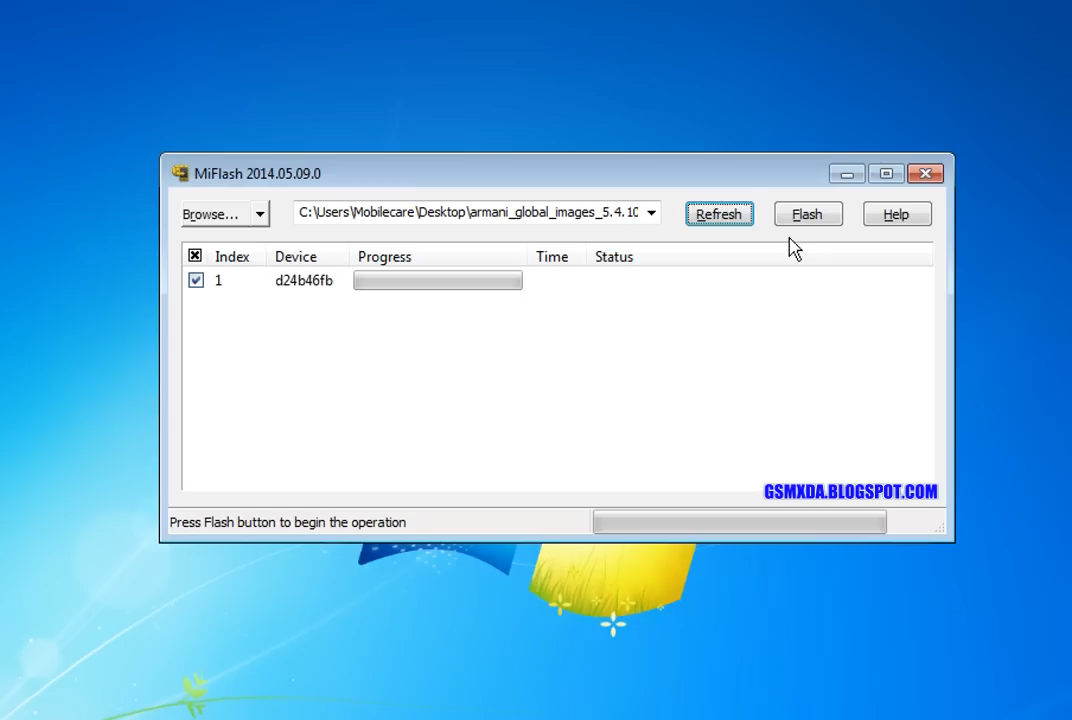 MiFlash 2014.05.09.0
Browse... C:\Users\Mobilecare\Desktop\armani_global_images_5.4.10 Refresh Flash Help
Index Device Progress Time Status
1 d24b46fb
GSMXDA.BLOGSPOT.COM
Press Flash button to begin the operation